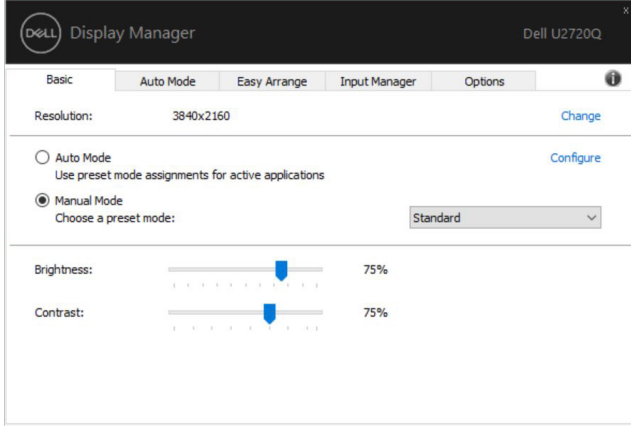 x
DELL Display Manager Dell U2720Q
Basic Auto Mode Easy Arrange Input Manager Options i
Resolution: 3840x2160 Change
Auto Mode Configure
Use preset mode assignments for active applications
Manual Mode
Choose a preset mode: Standard
Brightness: 75%
Contrast: 75%